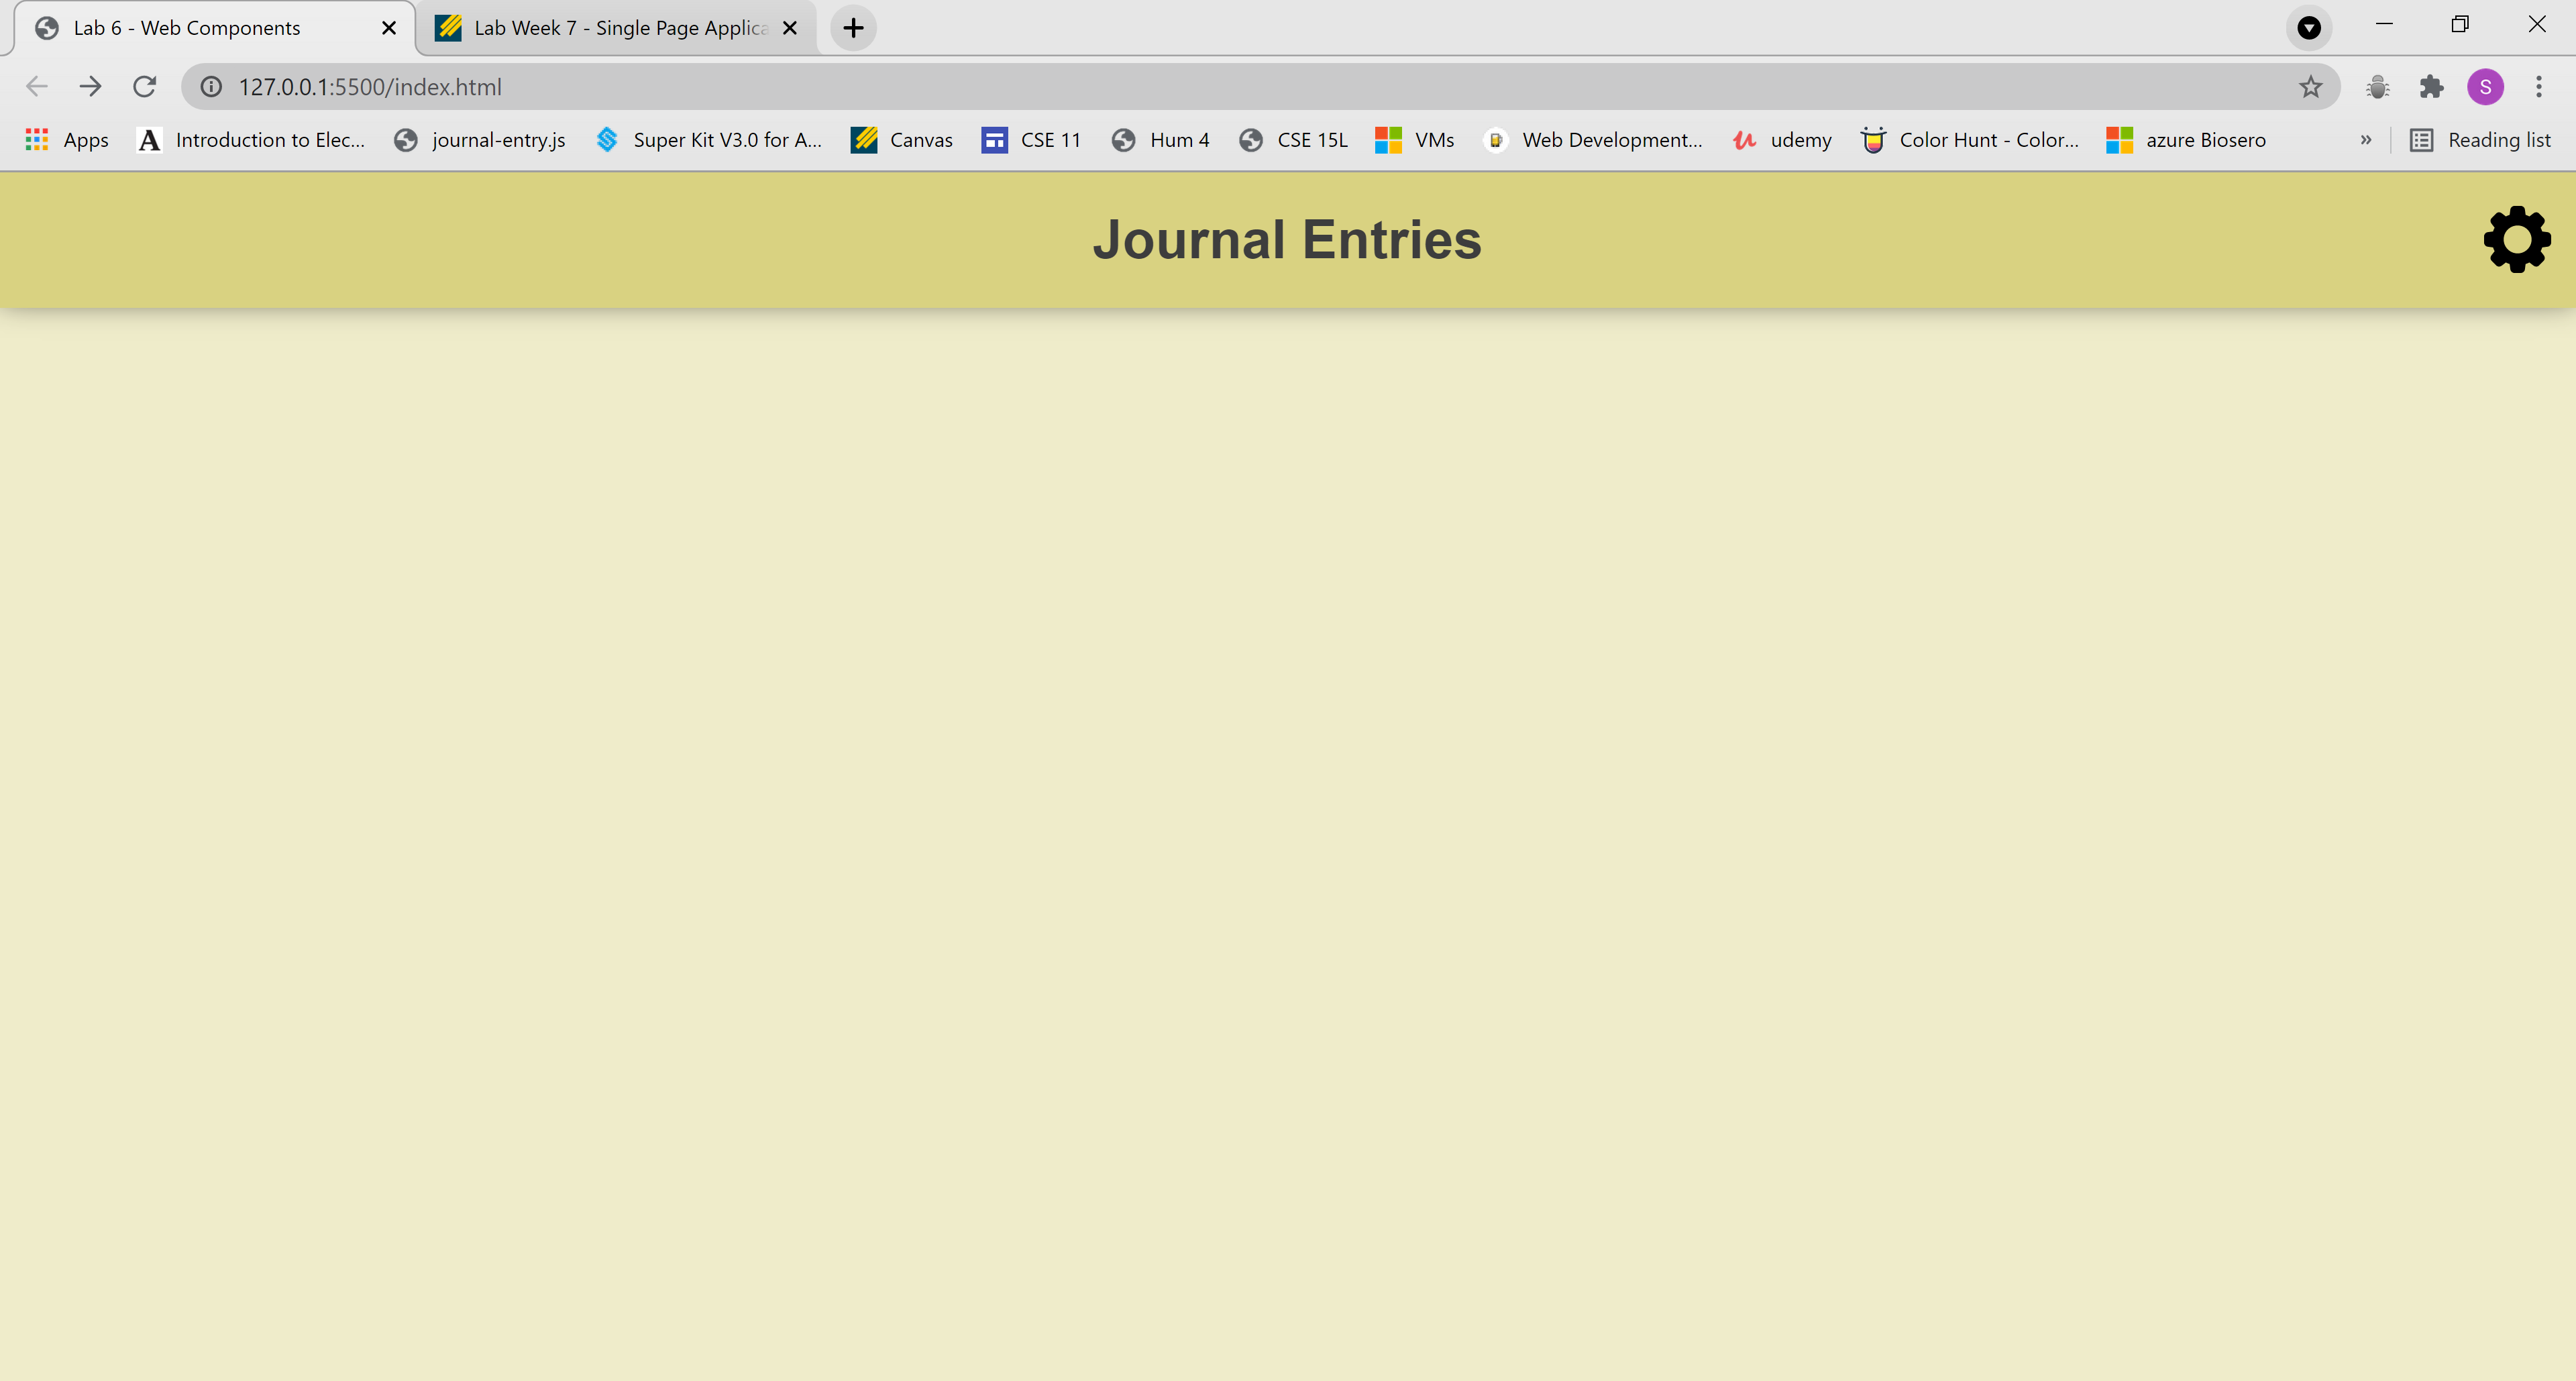 Lab 6 - Web Components Lab Week 7 - Single Page Applica
127.0.0.1:5500/index.html S
Apps A Introduction to Elec... journal-entry.js Super Kit V3.0 for A... Canvas CSE 11 Hum 4 CSE 15L VMs Web Development... udemy Color Hunt - Color... azure Biosero » Reading list
Journal Entries